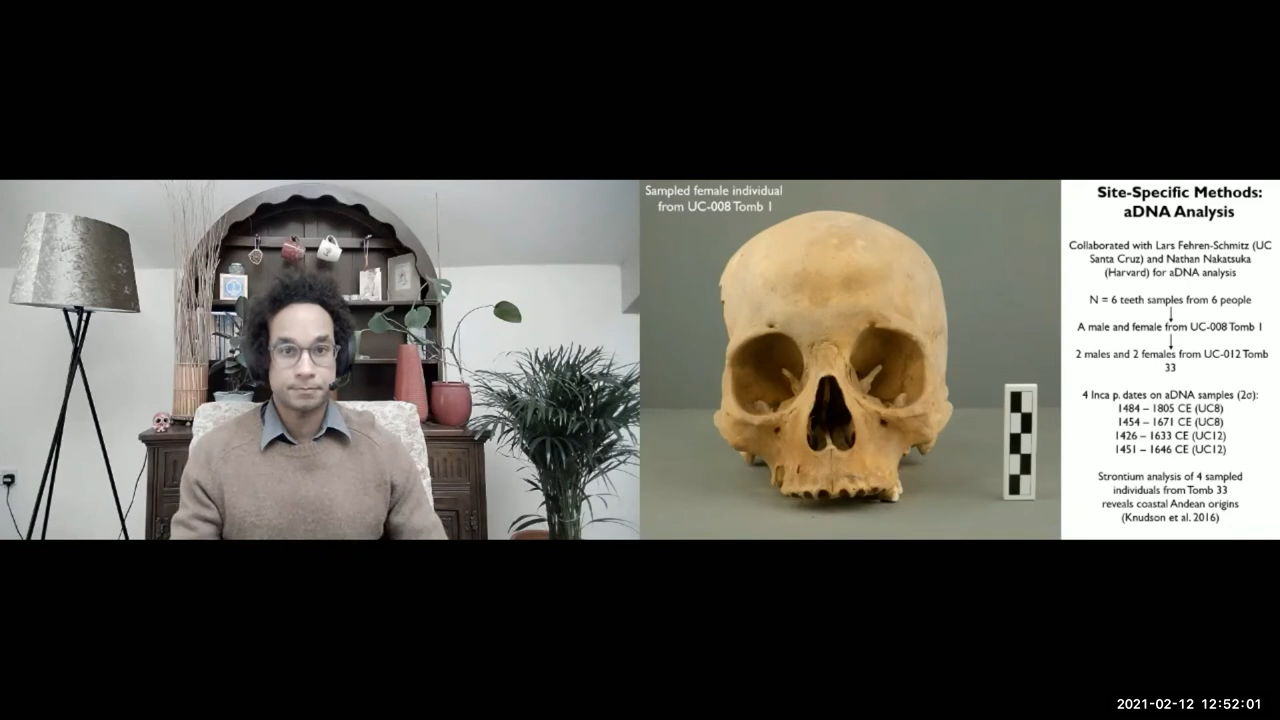 Sampled female individual
from UC-008 Tomb 1
Site-Specific Methods:
aDNA Analysis
Collaborated with Lars Fehren-Schmitz (UC
Santa Cruz) and Nathan Nakatsuka
(Harvard) for aDNA analysis
N = 6 teeth samples from 6 people
A male and female from UC-008 Tomb 1
2 males and 2 females from UC-012 Tomb
33
4 Inca p. dates on aDNA samples (2σ):
1484 – 1805 CE (UC8)
1454 – 1671 CE (UC8)
1426 – 1633 CE (UC12)
1451 – 1646 CE (UC12)
Strontium analysis of 4 sampled
individuals from Tomb 33
reveals coastal Andean origins
(Knudson et al. 2016)
2021-02-12 12:52:01